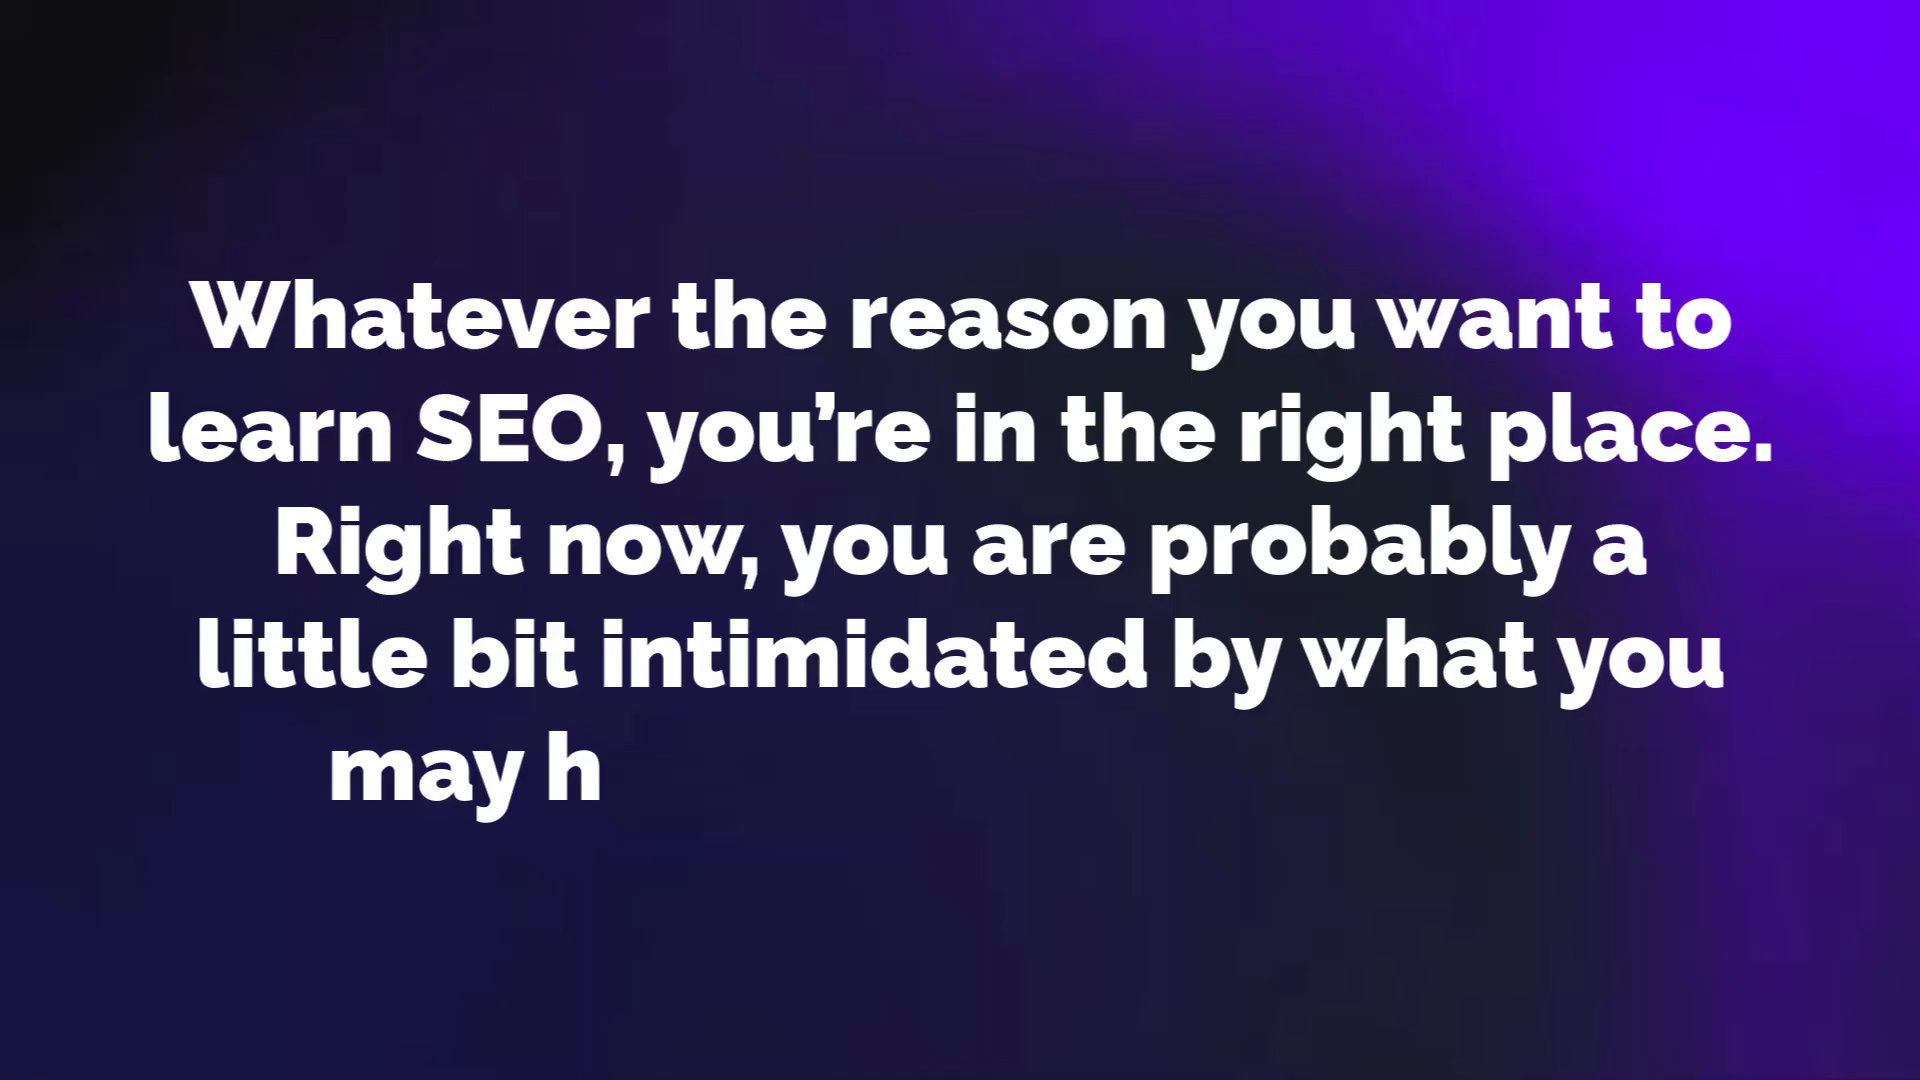 Whatever the reason you want to
learn SEO, you’re in the right place.
Right now, you are probably a
little bit intimidated by what you
may h